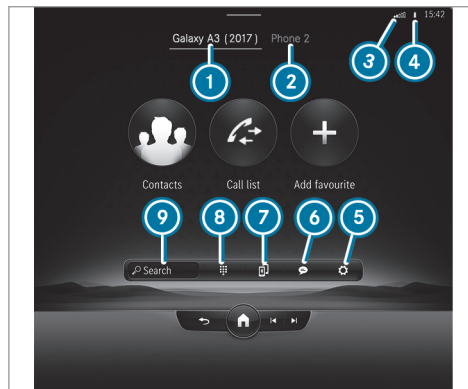 15:42
Galaxy A3 (2017) Phone 2
3 4
1 2
Contacts Call list Add favourite
9 8 7 6 5
Search